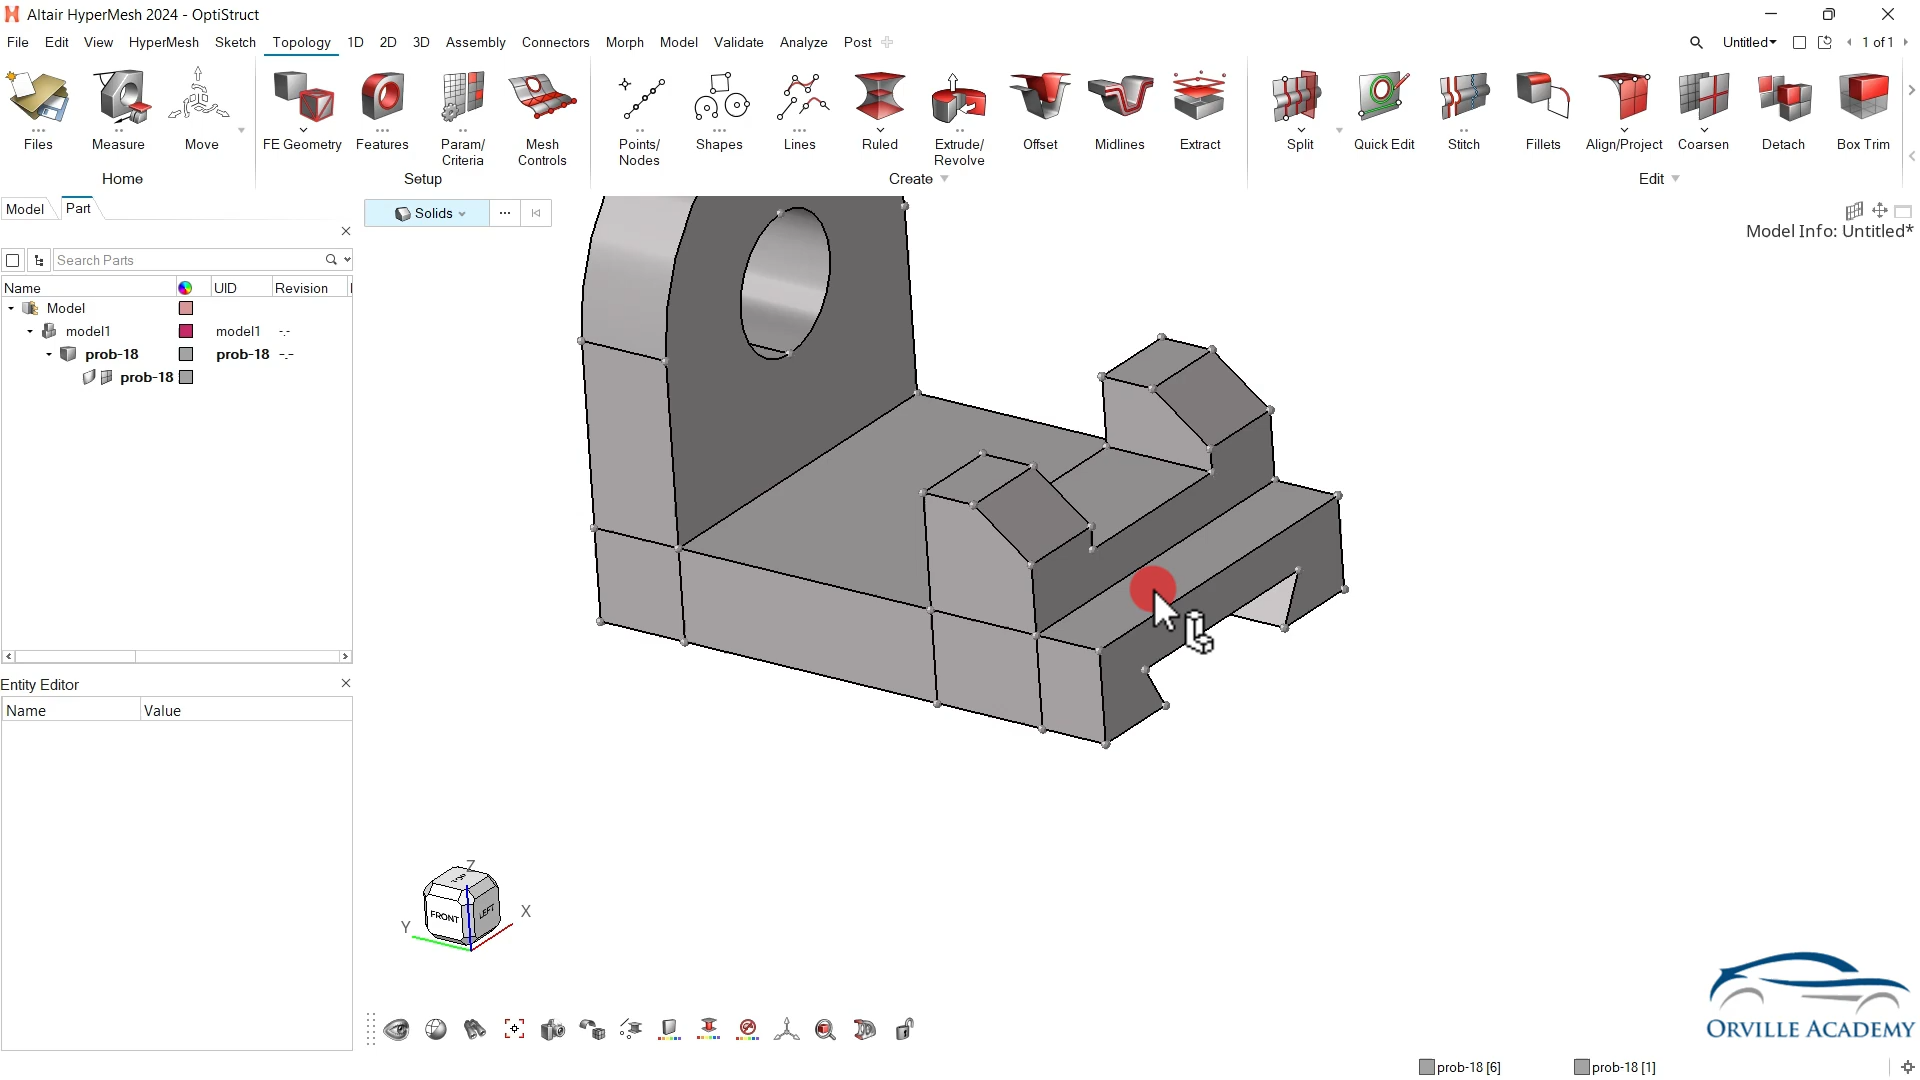 Altair HyperMesh 2024 - OptiStruct
File Edit View HyperMesh Sketch Topology 1D 2D 3D Assembly Connectors Morph Model Validate Analyze Post Untitled 1 of 1
Files Measure Move FE Geometry Features Param/ Criteria Mesh Controls Points/ Nodes Shapes Lines Ruled Extrude/ Revolve Offset Midlines Extract Split Quick Edit Stitch Fillets Align/Project Coarsen Detach Box Trim
Home Setup Create Edit
Model Part Solids
Model Info: Untitled*
Search Parts
Name UID Revision
Model
model1 model1 -.-
prob-18 prob-18 -.-
prob-18
Entity Editor
Name Value
Z
TOP
FRONT LEFT
X
Y
ORVILLE ACADEMY
prob-18 [6] prob-18 [1]